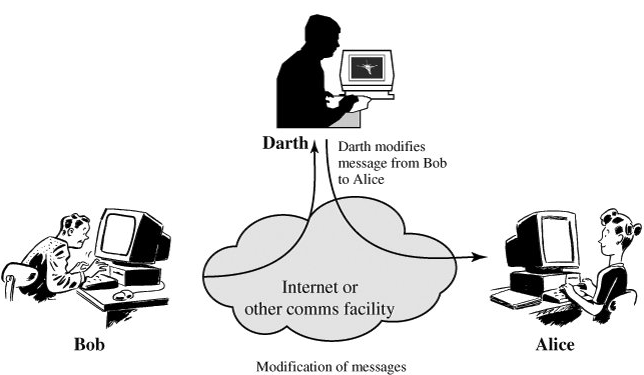 Darth
Darth modifies
message from Bob
to Alice
Internet or
other comms facility
Bob
Alice
Modification of messages